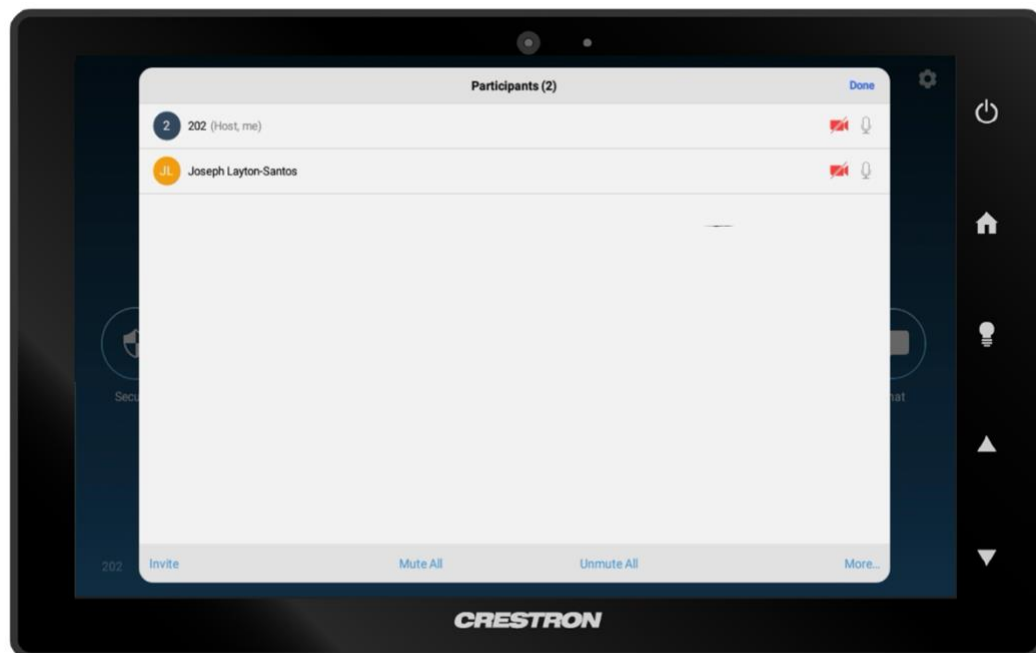 Participants (2)
Done
2
202 (Host, me)
JL
Joseph Layton-Santos
Secu
hat
202
Invite
Mute All
Unmute All
More...
CRESTRON